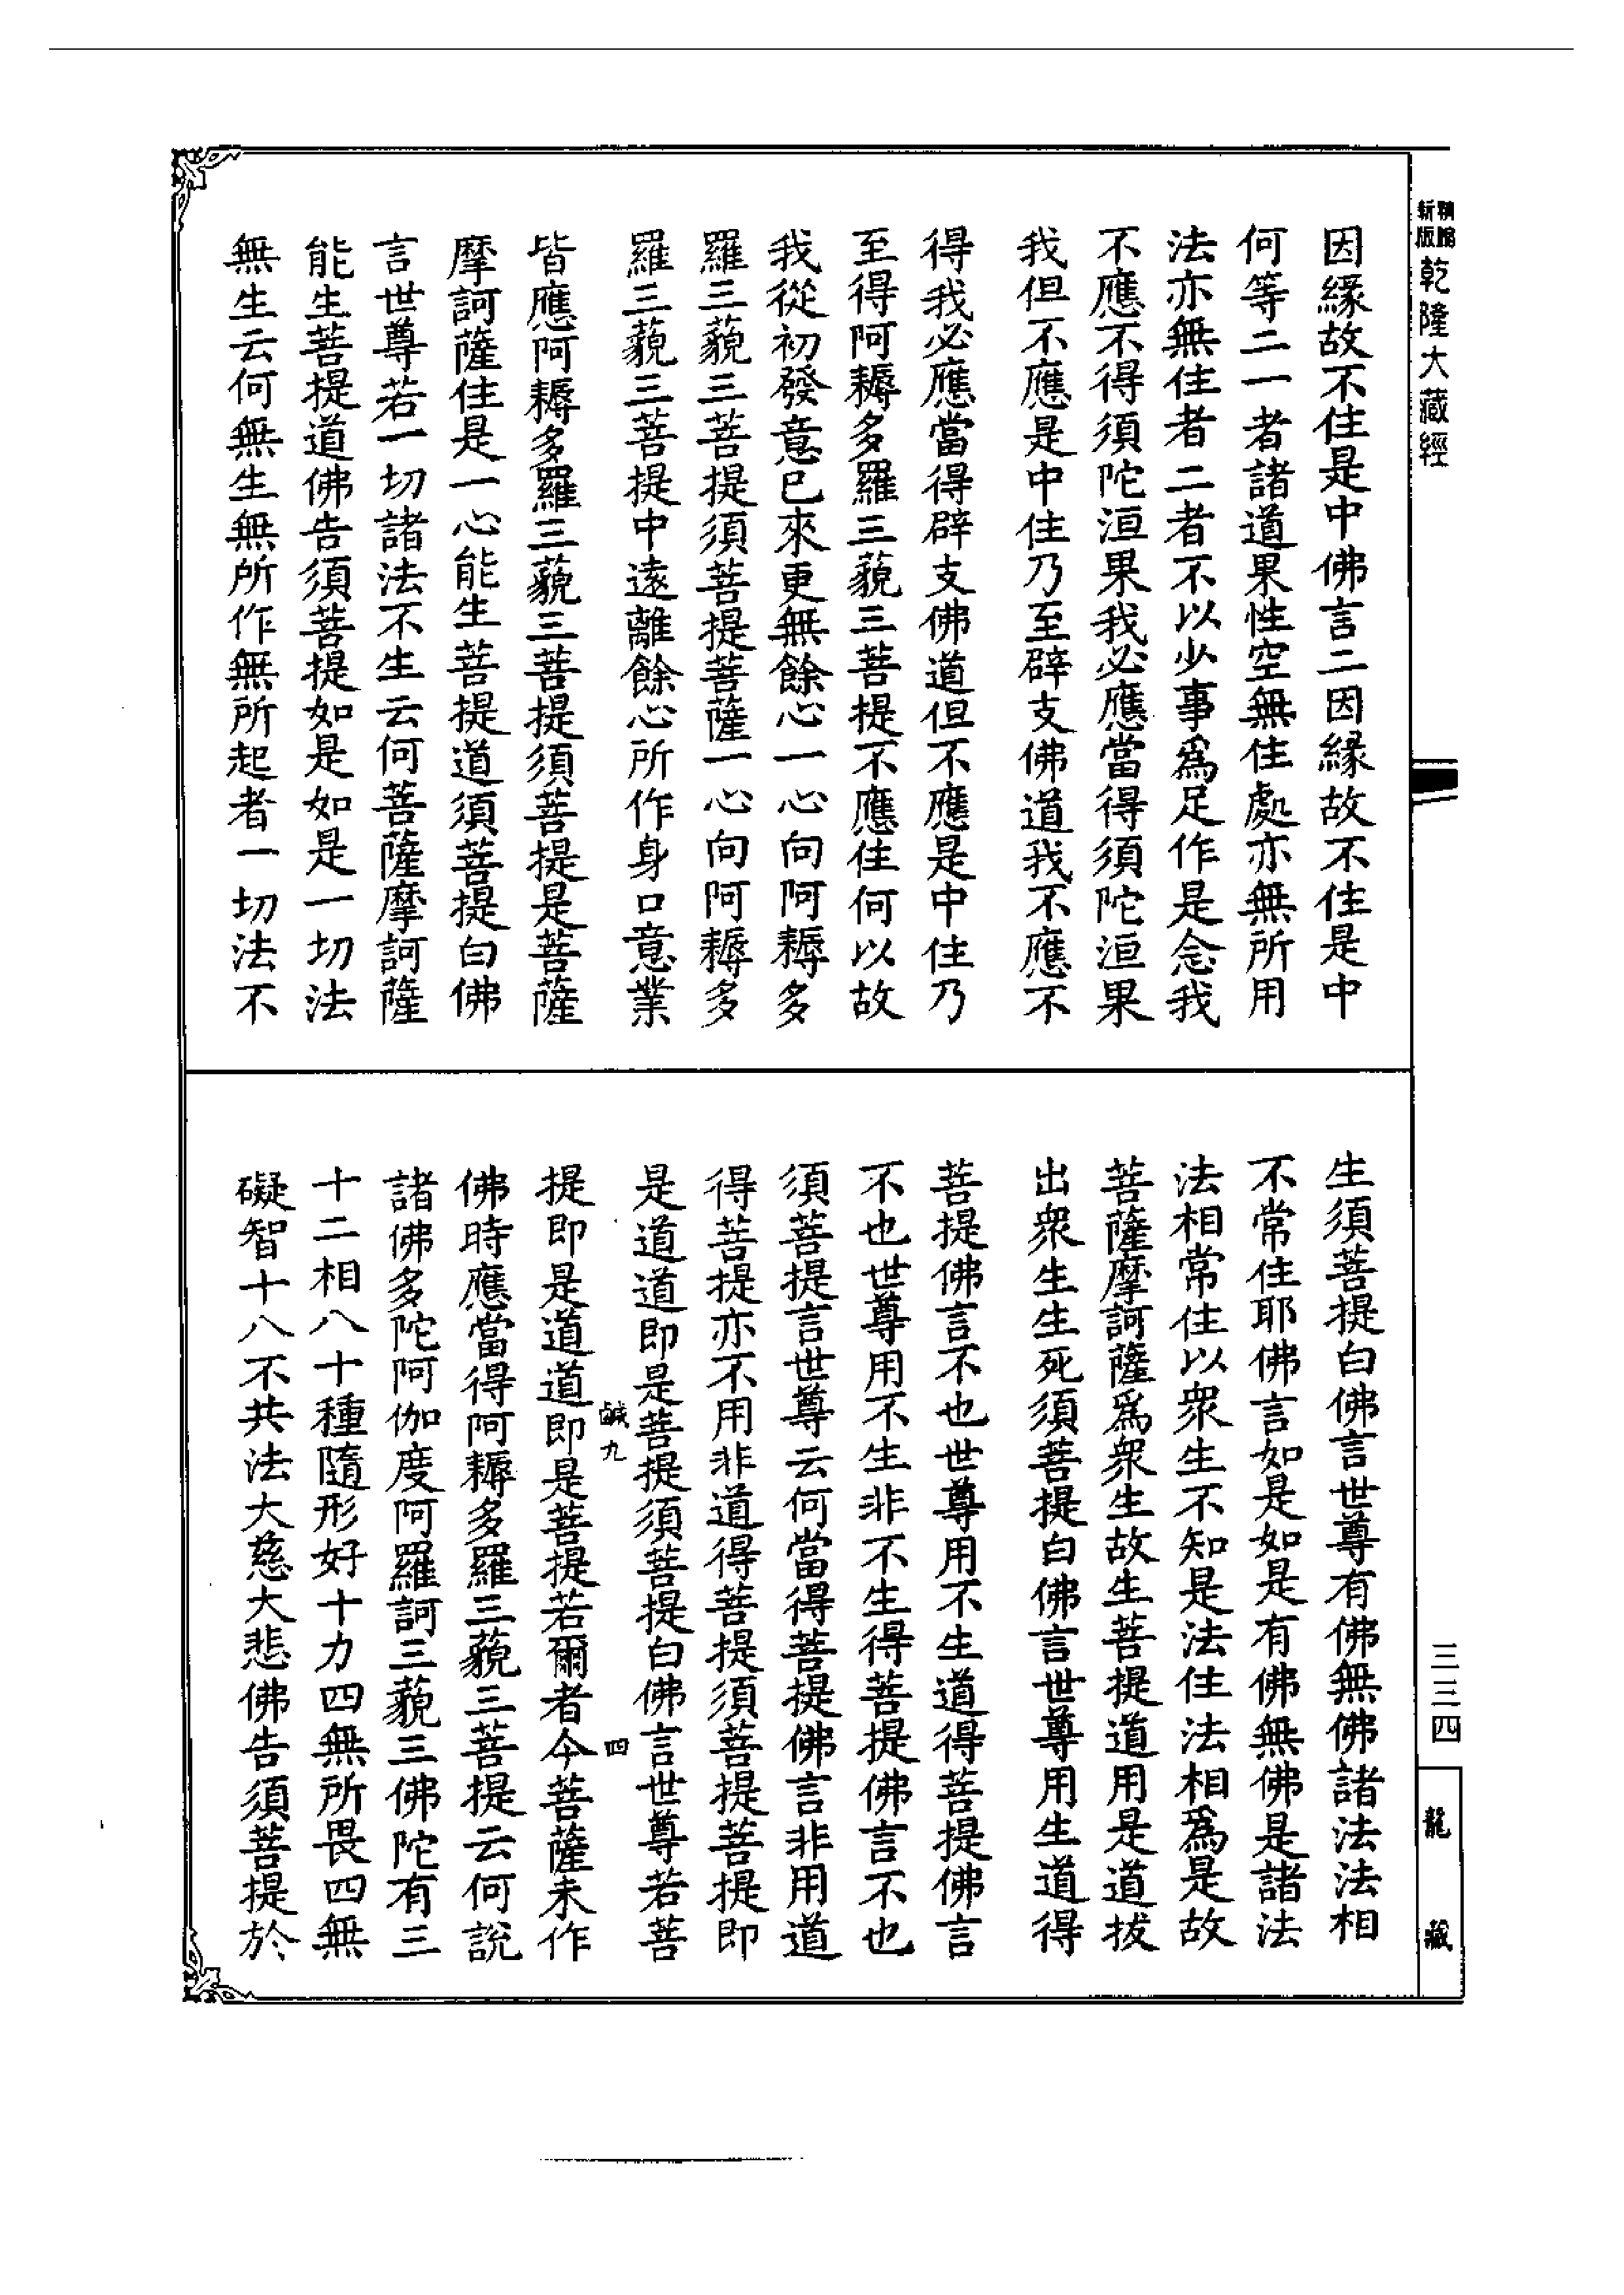 新版
精縮
乾隆大藏經
因緣故不住是中佛言二因緣故不住是中
何等二一者諸道果性空無住處亦無所用
法亦無住者二者不以少事為足作是念我
不應不得須陀洹果我必應當得須陀洹果
我但不應是中住乃至辟支佛道我不應不
得我必應當得辟支佛道但不應是中住乃
至得阿耨多羅三藐三菩提不應住何以故
我從初發意已來更無餘心一心向阿耨多
羅三藐三菩提須菩提菩薩一心向阿耨多
羅三藐三菩提中遠離餘心所作身口意業
皆應阿耨多羅三藐三菩提須菩提是菩薩
摩訶薩住是一心能生菩提道須菩提白佛
言世尊若一切諸法不生云何菩薩摩訶薩
能生菩提道佛告須菩提如是如是一切法
無生云何無生無所作無所起者一切法不
生須菩提白佛言世尊有佛無佛諸法法相
不常住耶佛言如是如是有佛無佛是諸法
法相常住以眾生不知是法住法相為是故
菩薩摩訶薩為眾生故生菩提道用是道拔
出眾生生死須菩提白佛言世尊用生道得
菩提佛言不也世尊用不生道得菩提佛言
不也世尊用不生非不生得菩提佛言不也
須菩提言世尊云何當得菩提佛言非用道
得菩提亦不用非道得菩提須菩提菩提即
是道道即是菩提須菩提白佛言世尊若菩
鹹九
四
提即是道道即是菩提若爾者今菩薩未作
佛時應當得阿耨多羅三藐三菩提云何說
諸佛多陀阿伽度阿羅訶三藐三佛陀有三
十二相八十種隨形好十力四無所畏四無
礙智十八不共法大慈大悲佛告須菩提於
三三四
龍藏